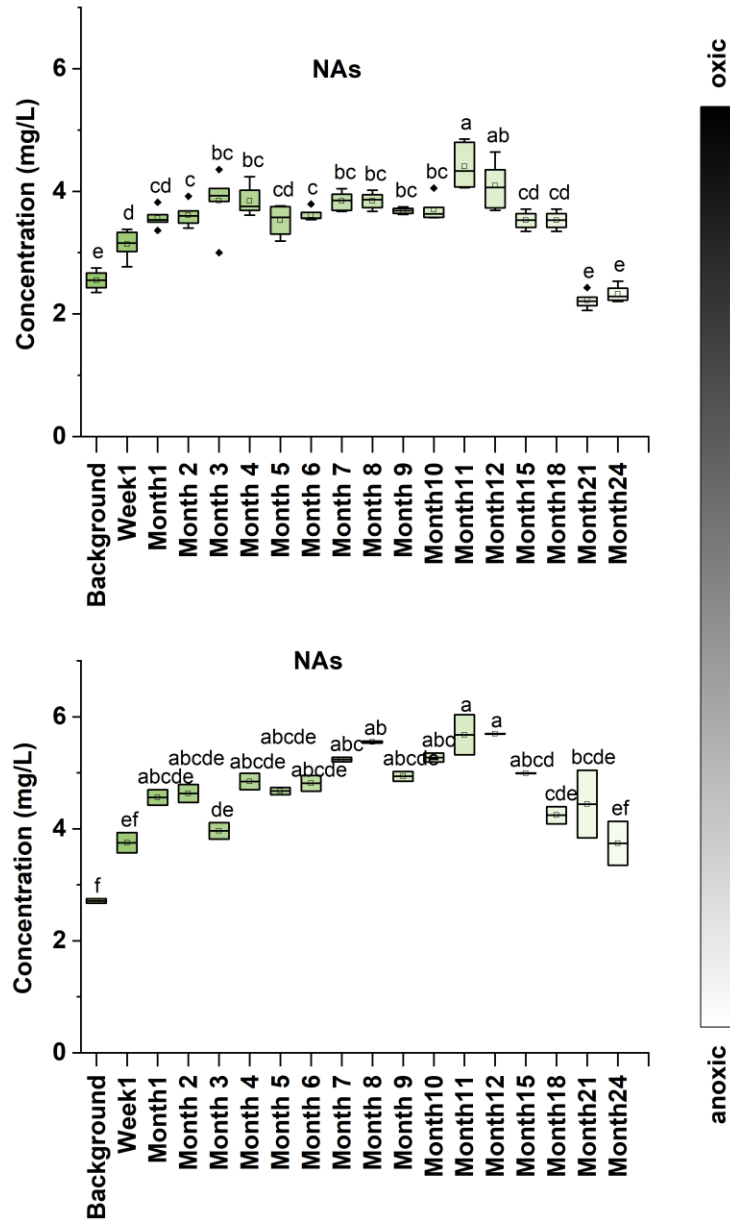 NAs
Concentration (mg/L)
6
4
2
0
e
d
cd
c
bc
bc
cd
c
bc
bc
bc
bc
a
ab
cd
cd
e
e
Background
Week1
Month1
Month 2
Month 3
Month 4
Month 5
Month 6
Month 7
Month 8
Month 9
Month10
Month11
Month12
Month15
Month18
Month21
Month24
NAs
Concentration (mg/L)
6
4
2
0
f
ef
abcde
abcde
de
abcde
abcde
abcde
abc
ab
abcde
abc
a
a
abcd
cde
bcde
ef
Background
Week1
Month1
Month 2
Month 3
Month 4
Month 5
Month 6
Month 7
Month 8
Month 9
Month10
Month11
Month12
Month15
Month18
Month21
Month24
oxic
anoxic